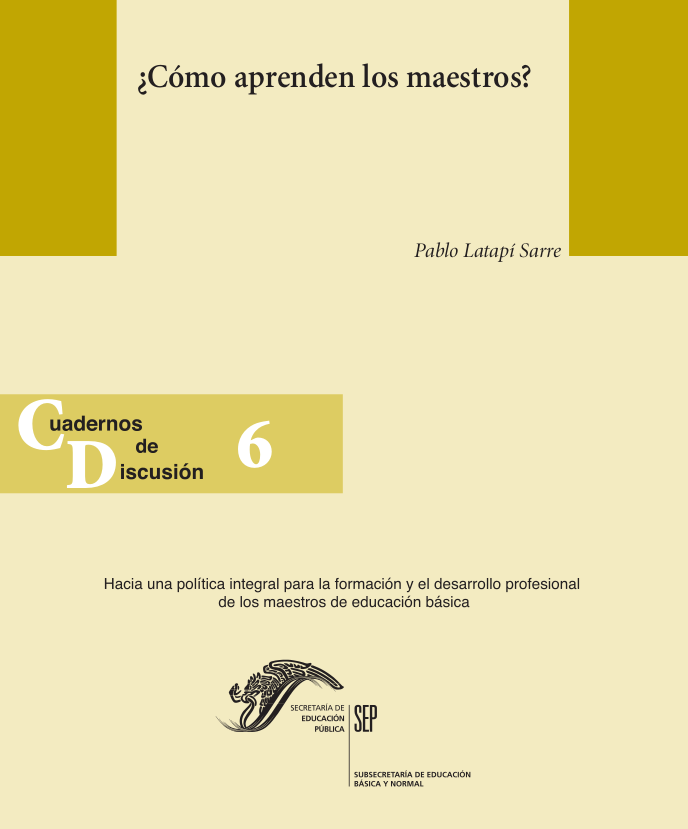 ¿Cómo aprenden los maestros?
Pablo Latapí Sarre
Cuadernos
de
Discusión
6
Hacia una política integral para la formación y el desarrollo profesional
de los maestros de educación básica
SECRETARÍA DE
EDUCACIÓN
PÚBLICA
SEP
SUBSECRETARÍA DE EDUCACIÓN
BÁSICA Y NORMAL